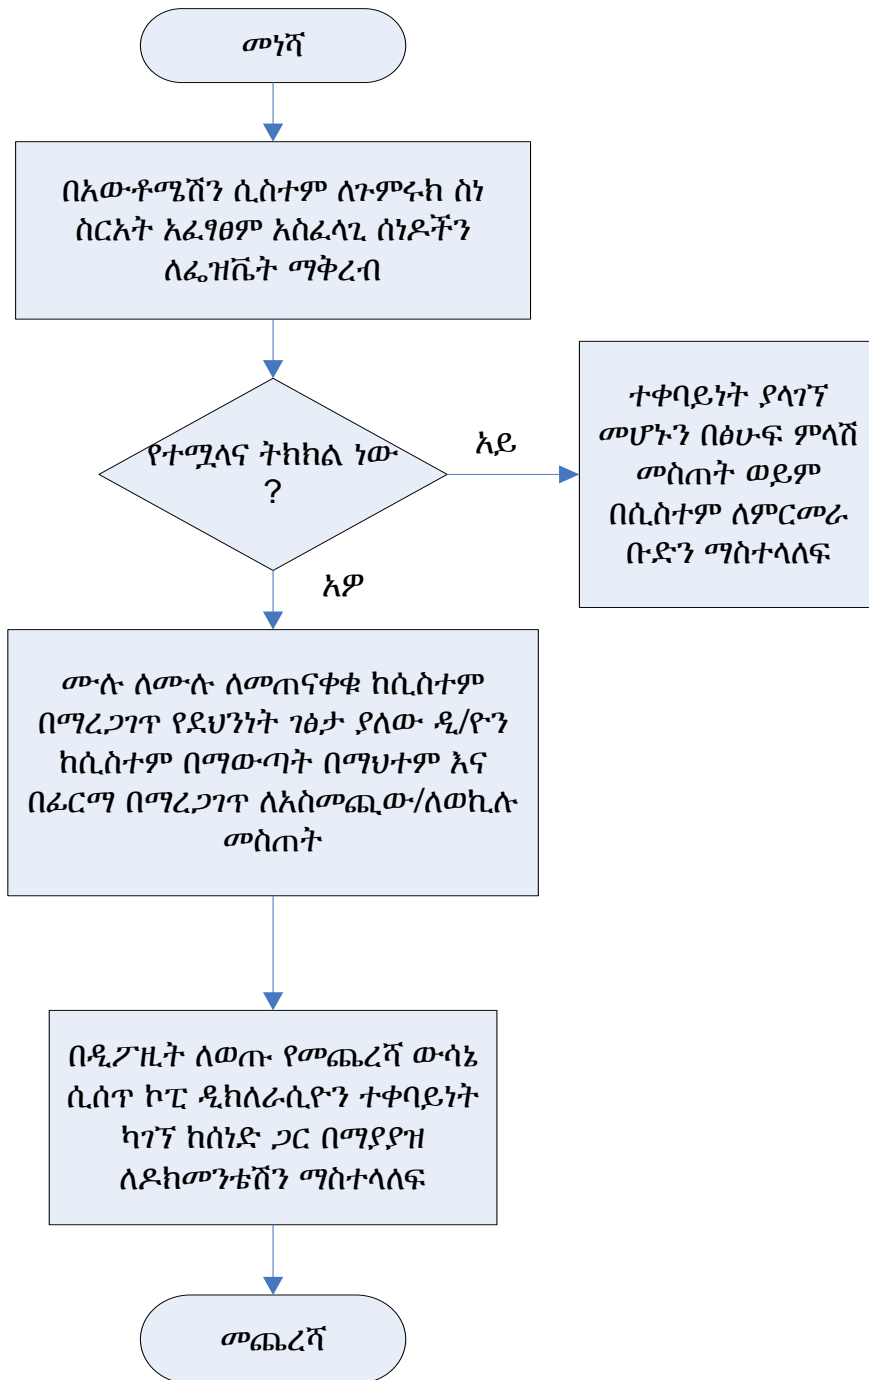 መነሻ
በአውቶሜሽን ሲስተም ለጉምሩክ ስነ
ስርአት አፈፃፀም አስፈላጊ ሰነዶችን
ለፌዝቬት ማቅረብ
የተሟላና ትክክል ነው
?
አይ
ተቀባይነት ያላገኘ
መሆኑን በፅሁፍ ምላሽ
መስጠት ወይም
በሲስተም ለምርመራ
ቡድን ማስተላለፍ
አዎ
ሙሉ ለሙሉ ለመጠናቀቁ ከሲስተም
በማረጋገጥ የደህንነት ገፅታ ያለው ዲ/ዮን
ከሲስተም በማውጣት በማህተም እና
በፊርማ በማረጋገጥ ለአስመጪው/ለወኪሉ
መስጠት
በዲፖዚት ለወጡ የመጨረሻ ውሳኔ
ሲሰጥ ኮፒ ዲክለራሲዮን ተቀባይነት
ካገኘ ከሰነድ ጋር በማያያዝ
ለዶክመንቴሽን ማስተላለፍ
መጨረሻ